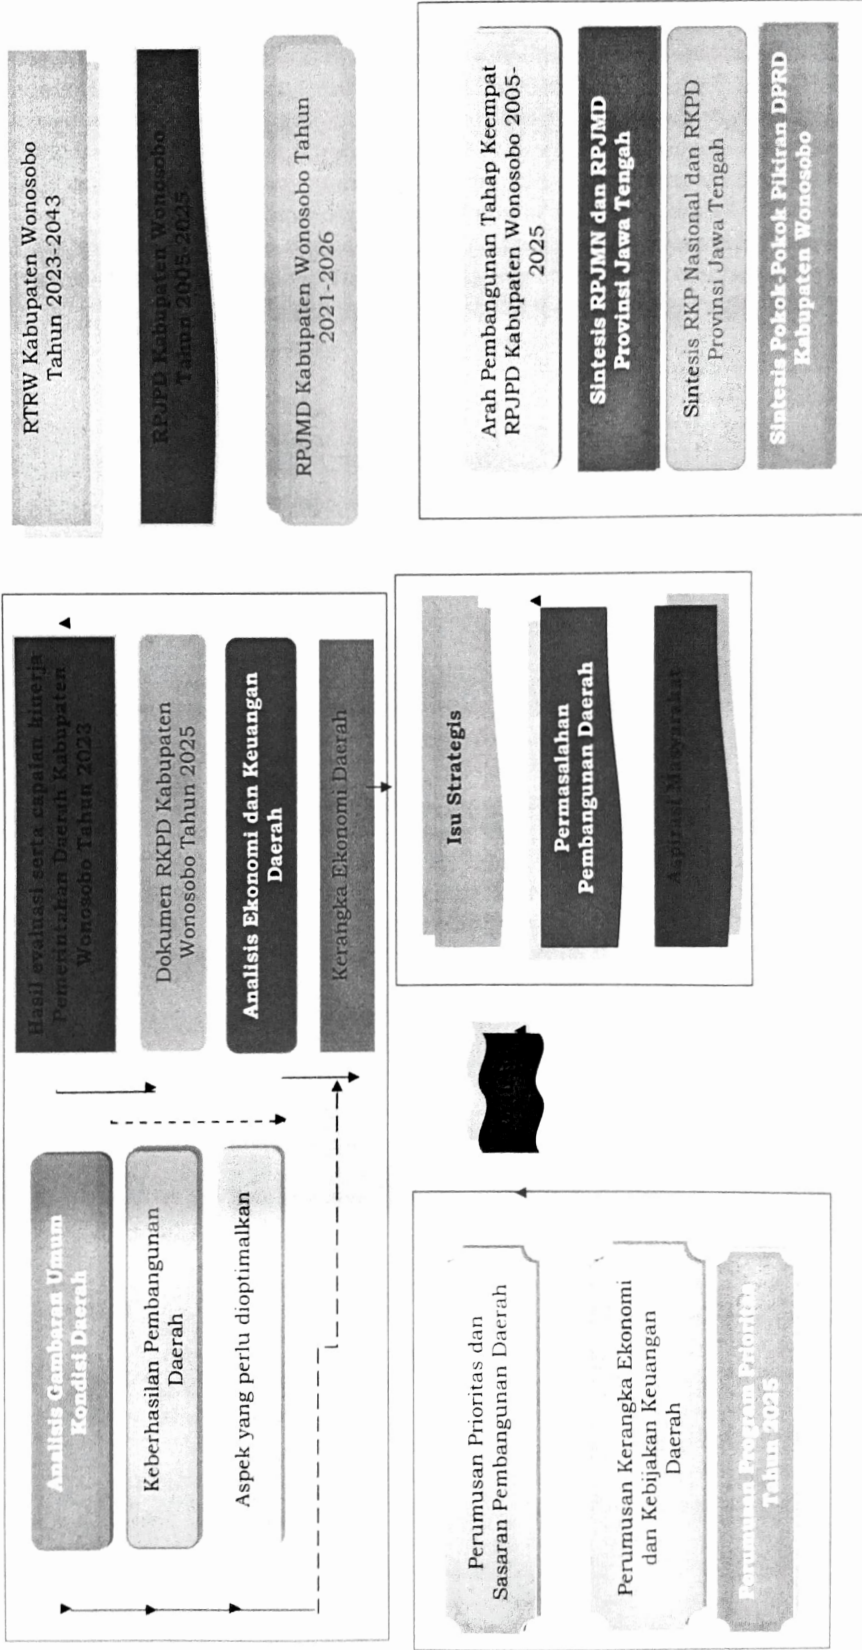 Analisis Gambaran Umum
Kondisi Daerah
Keberhasilan Pembangunan
Daerah
Aspek yang perlu dioptimalkan
Hasil evaluasi serta capaian kinerja
Pemerintahan Daerah Kabupaten
Wonosobo Tahun 2023
Dokumen RKPD Kabupaten
Wonosobo Tahun 2025
Analisis Ekonomi dan Keuangan
Daerah
Kerangka Ekonomi Daerah
RTRW Kabupaten Wonosobo
Tahun 2023-2043
RPJPD Kabupaten Wonosobo
Tahun 2005-2025
RPJMD Kabupaten Wonosobo Tahun
2021-2026
Perumusan Prioritas dan
Sasaran Pembangunan Daerah
Perumusan Kerangka Ekonomi
dan Kebijakan Keuangan
Daerah
Perumusan Program Prioritas
Tahun 2025
Isu Strategis
Permasalahan
Pembangunan Daerah
Aspirasi Masyarakat
Arah Pembangunan Tahap Keempat
RPJPD Kabupaten Wonosobo 2005-
2025
Sintesis RPJMN dan RPJMD
Provinsi Jawa Tengah
Sintesis RKP Nasional dan RKPD
Provinsi Jawa Tengah
Sintesis Pokok-Pokok Pikiran DPRD
Kabupaten Wonosobo